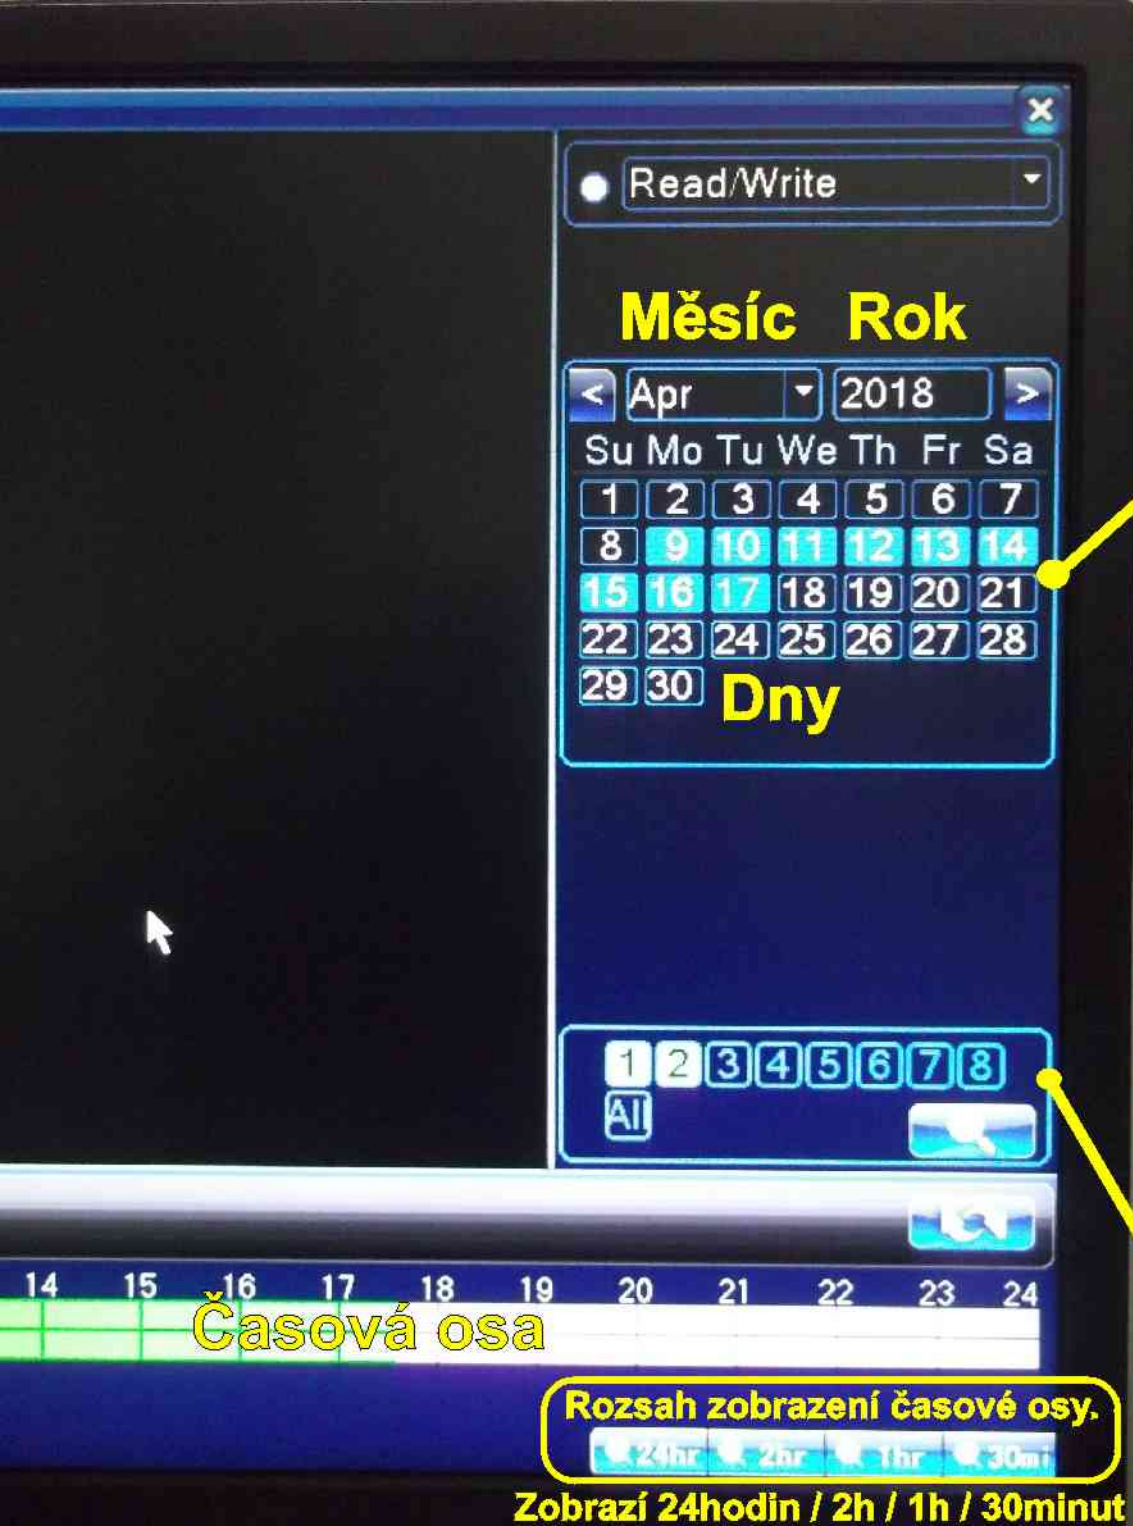 Read/Write
Měsíc Rok
< Apr 2018 >
Su Mo Tu We Th Fr Sa
1 2 3 4 5 6 7
8 9 10 11 12 13 14
15 16 17 18 19 20 21
22 23 24 25 26 27 28
29 30 Dny
1 2 3 4 5 6 7 8
All
14 15 16 17 18 19 20 21 22 23 24
Časová osa
Rozsah zobrazení časové osy.
24hr 2hr 1hr 30mi
Zobrazí 24hodin / 2h / 1h / 30minut